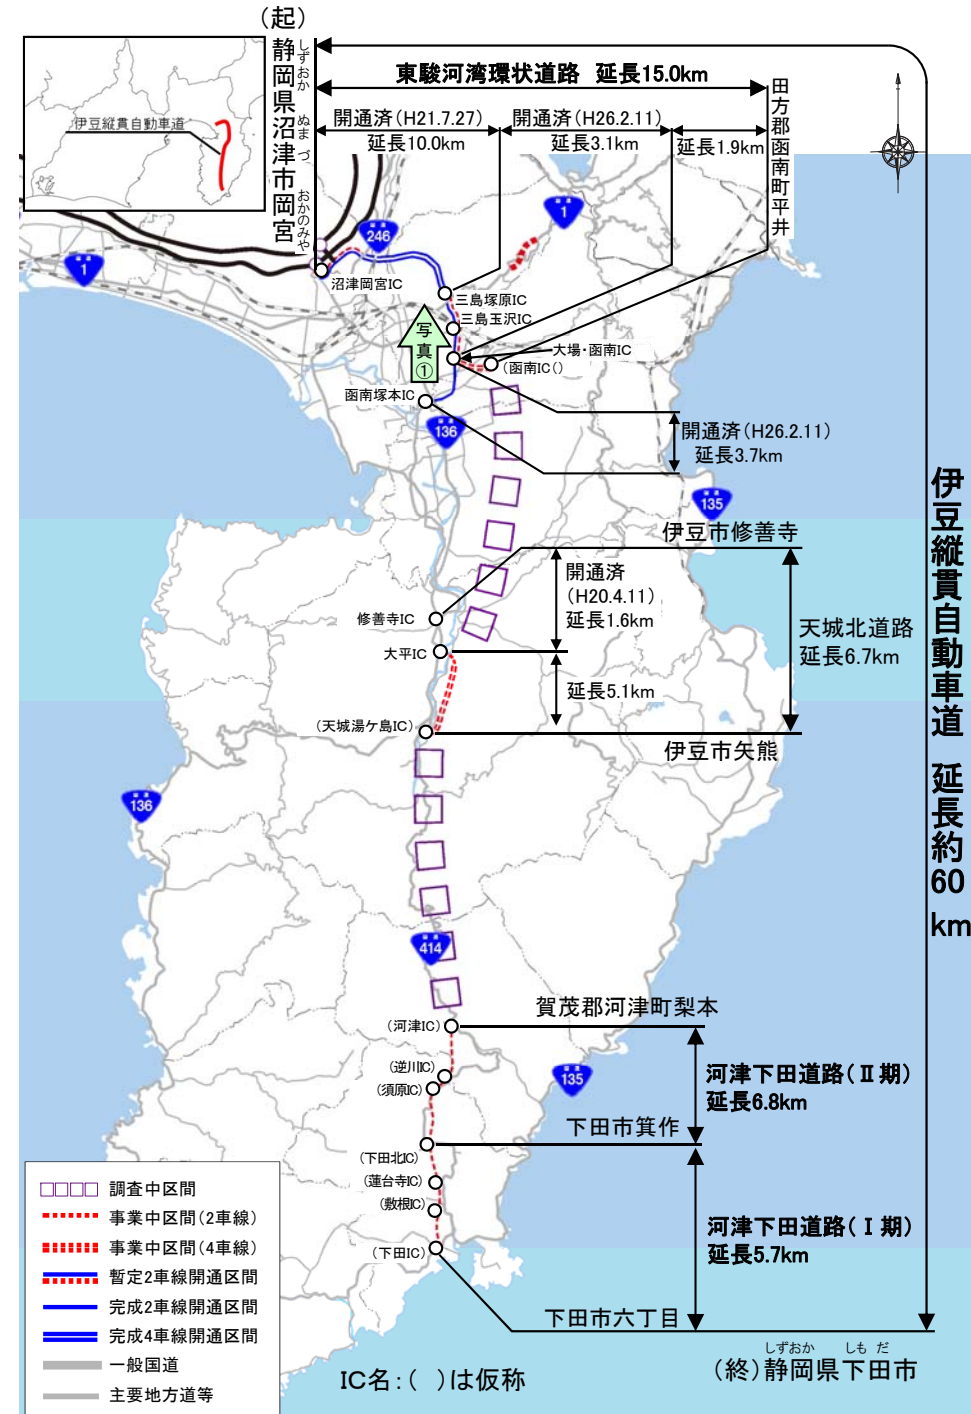 （起）
静岡県沼津市岡宮
しずおか
ぬまづ
おかのみや
伊豆縦貫自動車道
東駿河湾環状道路 延長15.0km
開通済（H21.7.27）
延長10.0km
開通済（H26.2.11）
延長3.1km
延長1.9km
田方郡函南町平井
246
1
1
沼津岡宮IC
三島塚原IC
三島玉沢IC
写真①
大場・函南IC
（函南IC（）
函南塚本IC
136
開通済（H26.2.11）
延長3.7km
135
伊豆市修善寺
開通済
（H20.4.11）
延長1.6km
修善寺IC
大平IC
天城北道路
延長6.7km
延長5.1km
（天城湯ケ島IC）
伊豆市矢熊
136
伊豆縦貫自動車道 延長約60km
414
賀茂郡河津町梨本
（河津IC）
（逆川IC）
（須原IC）
135
河津下田道路（Ⅱ期）
延長6.8km
下田市箕作
（下田北IC）
（蓮台寺IC）
（敷根IC）
（下田IC）
河津下田道路（Ⅰ期）
延長5.7km
下田市六丁目
しずおか しもだ
（終）静岡県下田市
調査中区間
事業中区間（2車線）
事業中区間（4車線）
暫定2車線開通区間
完成2車線開通区間
完成4車線開通区間
一般国道
主要地方道等
IC名：（ ）は仮称